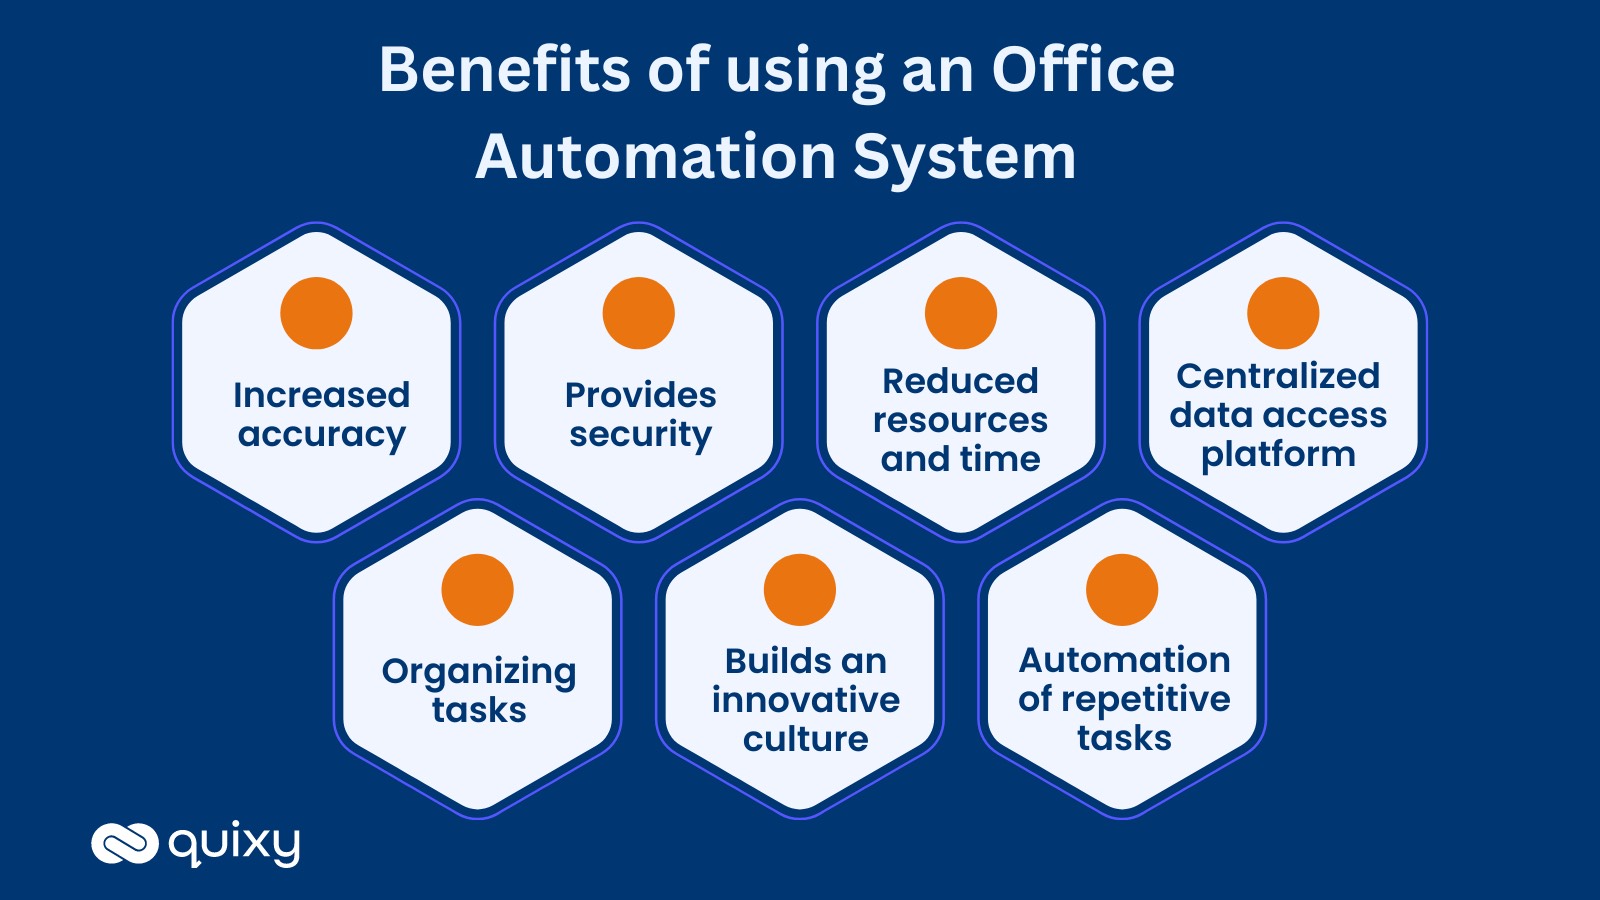 Benefits of using an Office
Automation System
Increased
accuracy
Provides
security
Reduced
resources
and time
Centralized
data access
platform
Organizing
tasks
Builds an
innovative
culture
Automation
of repetitive
tasks
quixy